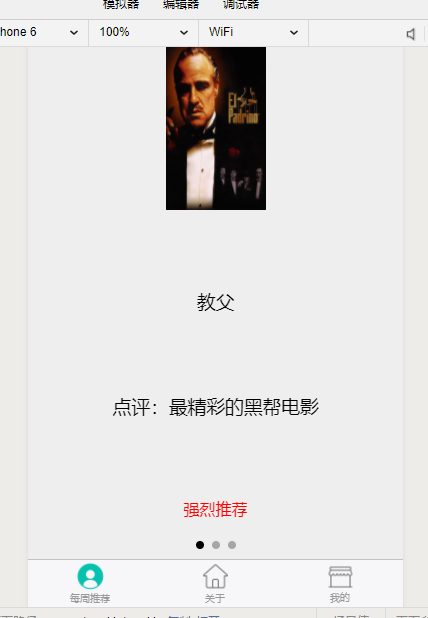 模拟器 编辑器 调试器
hone 6 100% WiFi
El
Padrino
教父
点评：最精彩的黑帮电影
强烈推荐
每周推荐 关于 我的